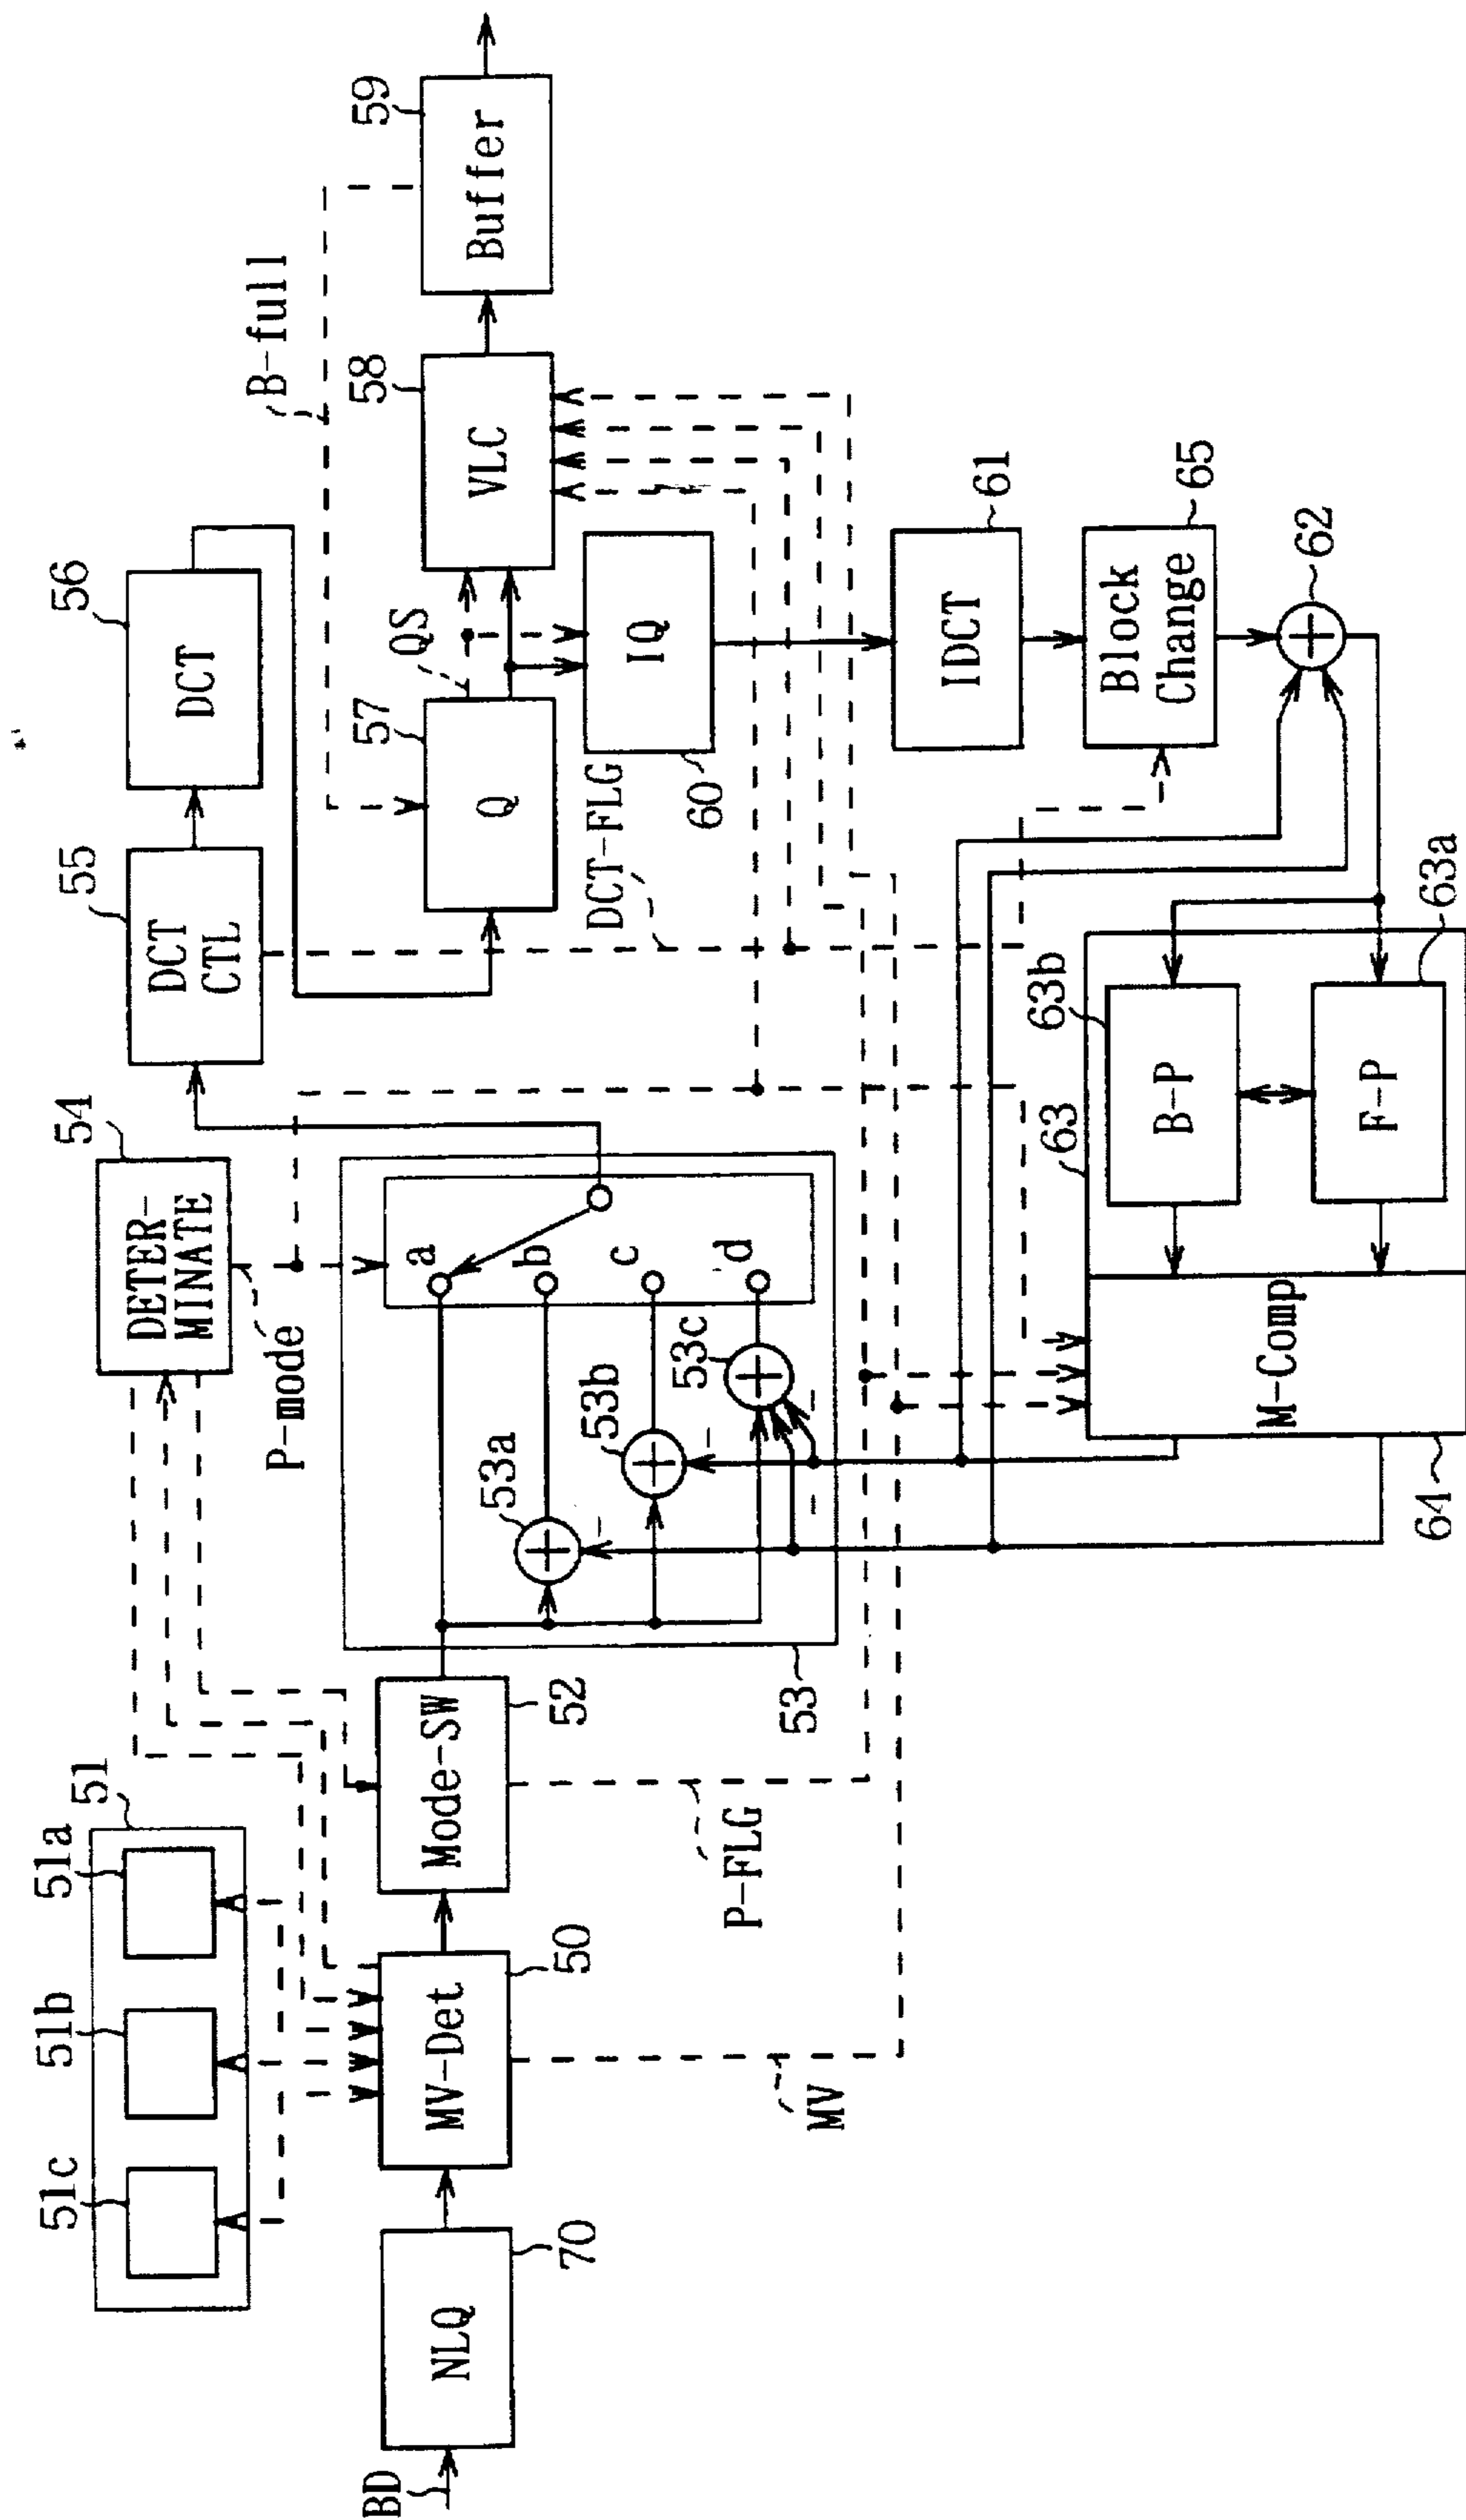 51
51c
51b
51a
54
DETER-
MINATE
P-mode
55
DCT
CTL
56
DCT
B-full
BD
NLQ
70
MV-Det
50
Mode-SW
52
53
53a
53b
53c
a
b
c
d
-
-
-
-
57
Q
QS
58
VLC
59
Buffer
DCT-FLG
60
IQ
P-FLG
MV
IDCT
61
Block
Change
65
62
63
63b
B-P
F-P
63a
M-Comp
64